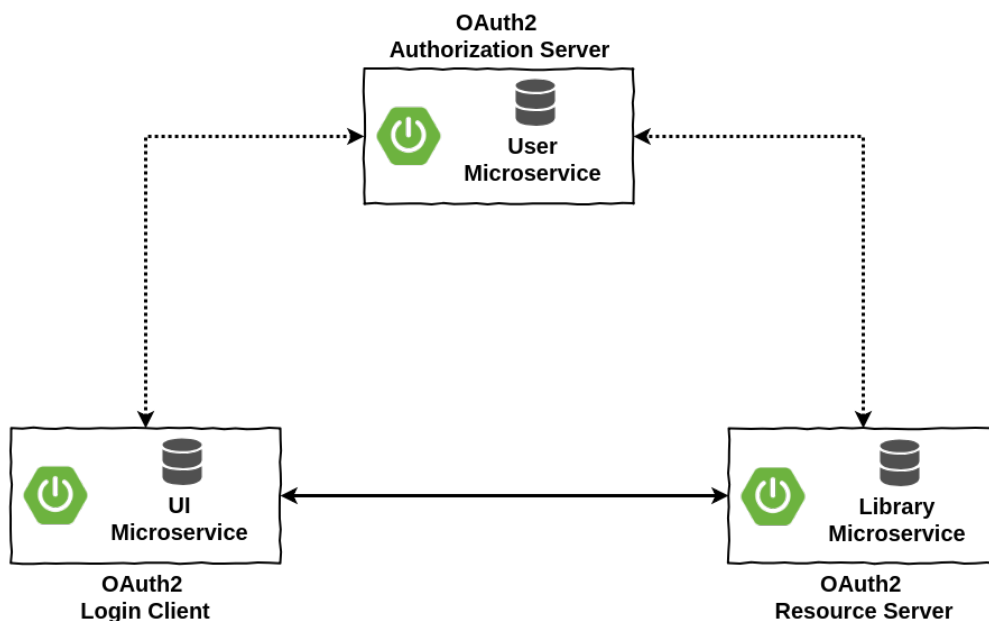 OAuth2
Authorization Server
User
Microservice
UI
Microservice
OAuth2
Login Client
Library
Microservice
OAuth2
Resource Server